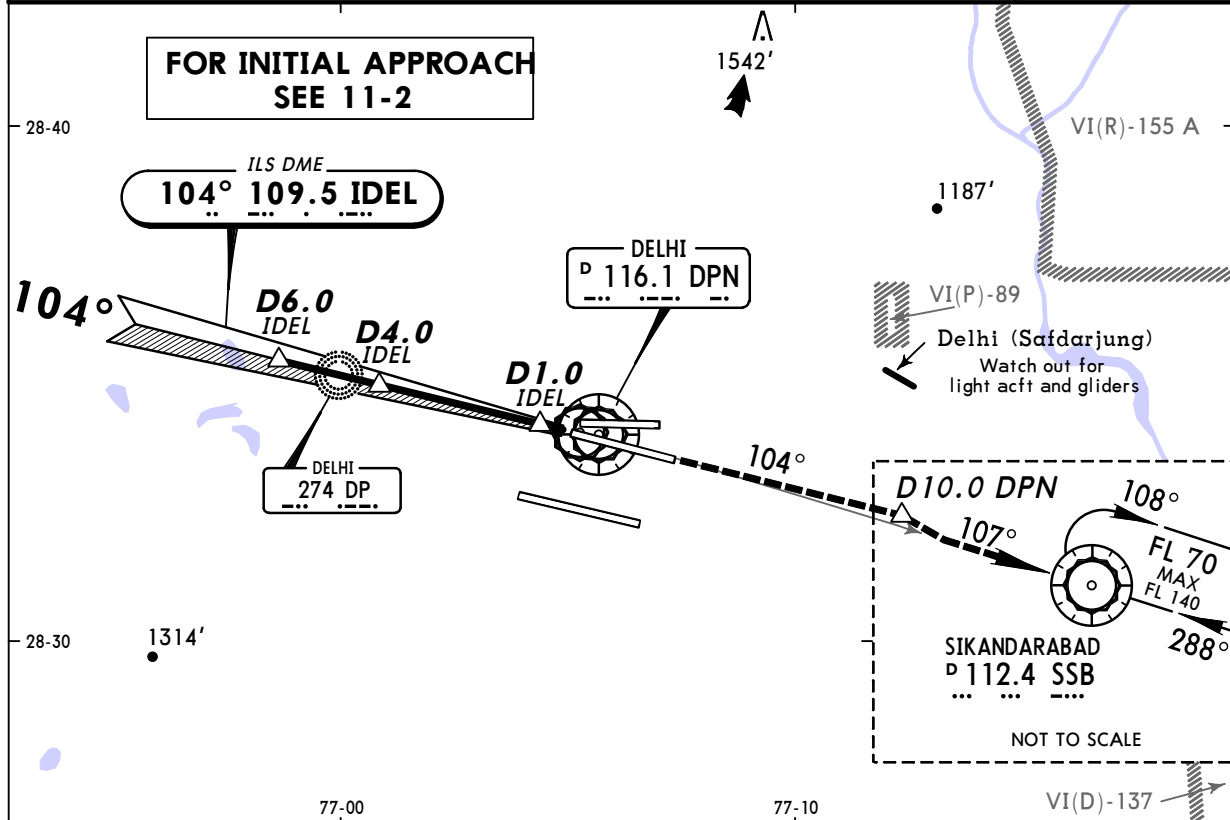 FOR INITIAL APPROACH
SEE 11-2
1542'
28-40
VI(R)-155 A
ILS DME
104° 109.5 IDEL
1187'
DELHI
D 116.1 DPN
104°
D6.0
IDEL
D4.0
IDEL
VI(P)-89
Delhi (Safdarjung)
Watch out for
light acft and gliders
D1.0
IDEL
DELHI
274 DP
104°
D10.0 DPN
107°
108°
FL 70
MAX
FL 140
288°
1314'
28-30
SIKANDARABAD
D 112.4 SSB
NOT TO SCALE
77-00
77-10
VI(D)-137